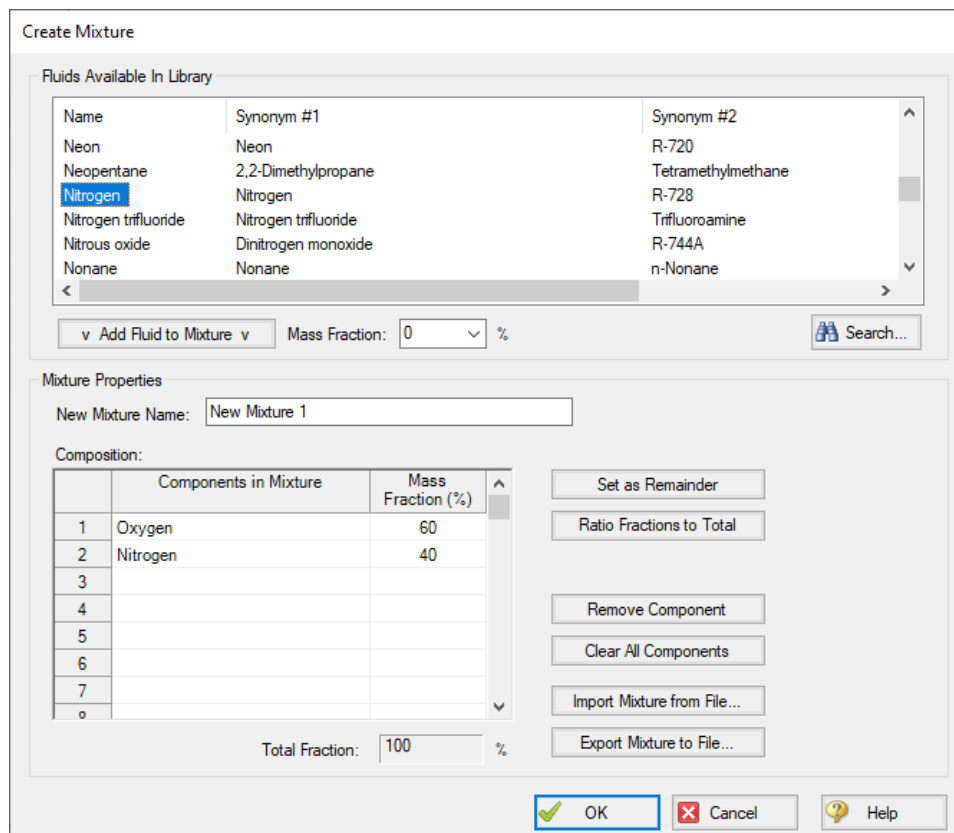 Create Mixture
Fluids Available In Library
Name Synonym #1 Synonym #2
Neon Neon R-720
Neopentane 2,2-Dimethylpropane Tetramethylmethane
Nitrogen Nitrogen R-728
Nitrogen trifluoride Nitrogen trifluoride Trifluoroamine
Nitrous oxide Dinitrogen monoxide R-744A
Nonane Nonane n-Nonane
v Add Fluid to Mixture v Mass Fraction: 0 % Search...
Mixture Properties
New Mixture Name: New Mixture 1
Composition:
Components in Mixture Mass
Fraction (%)
Set as Remainder
1 Oxygen 60 Ratio Fractions to Total
2 Nitrogen 40
3
4 Remove Component
5
6 Clear All Components
7 Import Mixture from File...
8
Total Fraction: 100 % Export Mixture to File...
OK Cancel Help